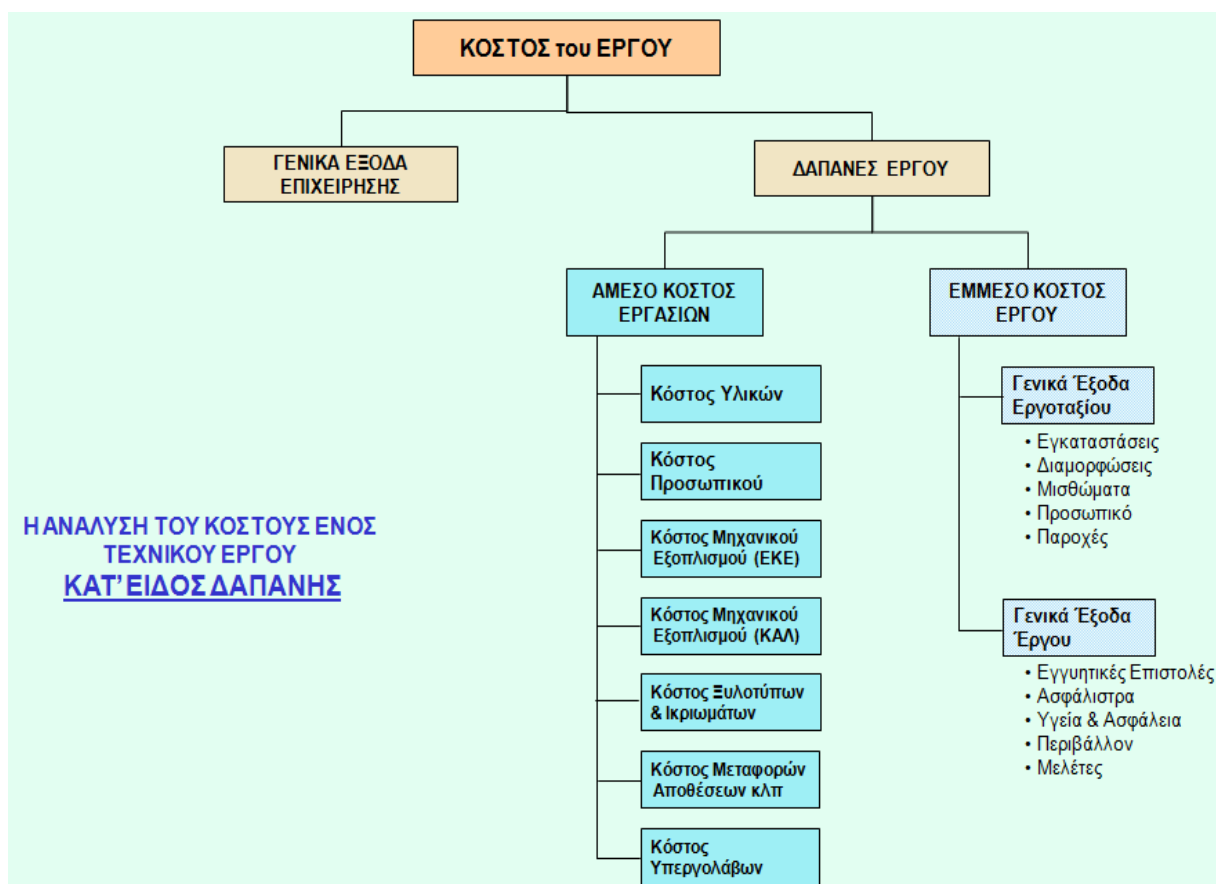 ΚΟΣΤΟΣ του ΕΡΓΟΥ
ΓΕΝΙΚΑ ΕΞΟΔΑ
ΕΠΙΧΕΙΡΗΣΗΣ
ΔΑΠΑΝΕΣ ΕΡΓΟΥ
ΑΜΕΣΟ ΚΟΣΤΟΣ
ΕΡΓΑΣΙΩΝ
Κόστος Υλικών
Κόστος
Προσωπικού
Κόστος Μηχανικού
Εξοπλισμού (ΕΚΕ)
Κόστος Μηχανικού
Εξοπλισμού (ΚΑΛ)
Κόστος Ξυλοτύπων
& Ικριωμάτων
Κόστος Μεταφορών
Αποθέσεων κλπ
Κόστος
Υπεργολάβων
ΕΜΜΕΣΟ ΚΟΣΤΟΣ
ΕΡΓΟΥ
Γενικά Έξοδα
Εργοταξίου
• Εγκαταστάσεις
• Διαμορφώσεις
• Μισθώματα
• Προσωπικό
• Παροχές
Γενικά Έξοδα
Έργου
• Εγγυητικές Επιστολές
• Ασφάλιστρα
• Υγεία & Ασφάλεια
• Περιβάλλον
• Μελέτες
Η ΑΝΑΛΥΣΗ ΤΟΥ ΚΟΣΤΟΥΣ ΕΝΟΣ
ΤΕΧΝΙΚΟΥ ΕΡΓΟΥ
ΚΑΤ' ΕΙΔΟΣ ΔΑΠΑΝΗΣ